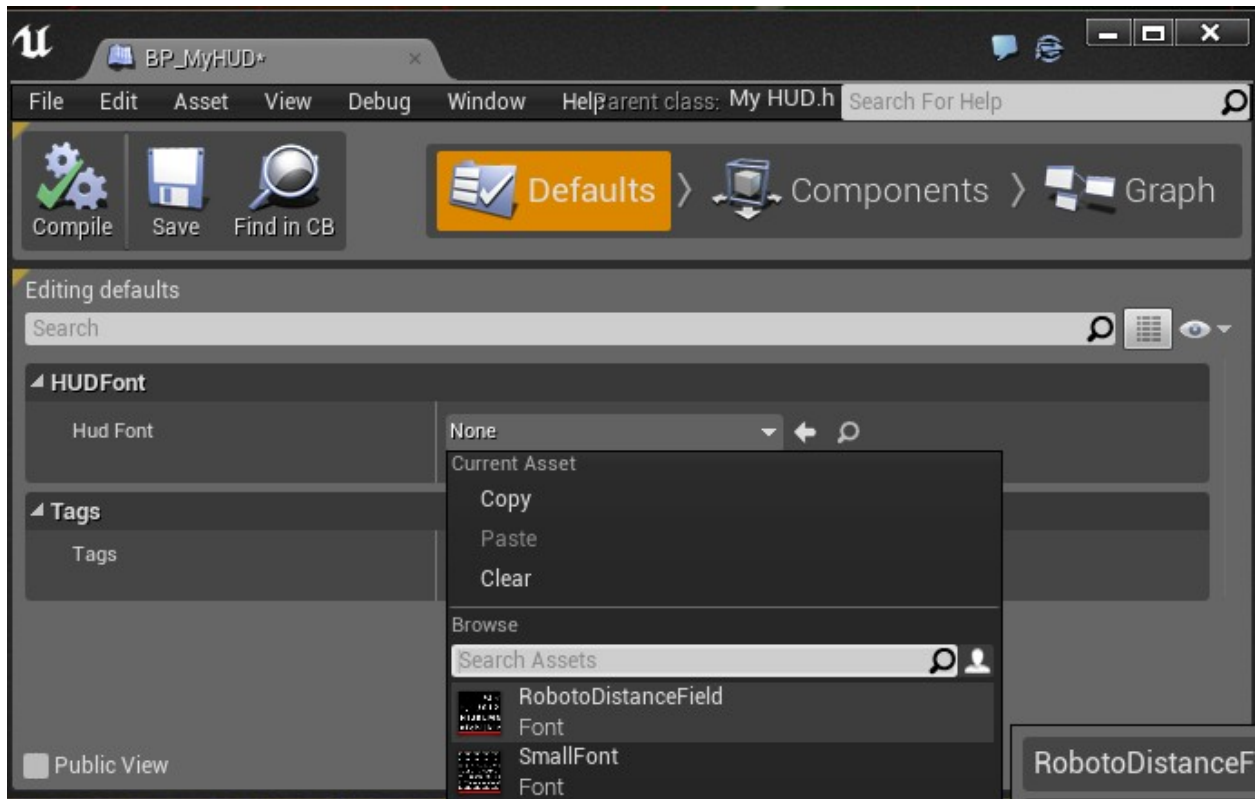 BP_MyHUD*
File Edit Asset View Debug Window Help Parent class: My HUD.h Search For Help
Compile Save Find in CB Defaults Components Graph
Editing defaults
Search
HUDFont
Hud Font None
Current Asset
Copy
Tags
Paste
Tags
Clear
Browse
Search Assets
RobotoDistanceField
Font
SmallFont
Public View RobotoDistanceF
Font